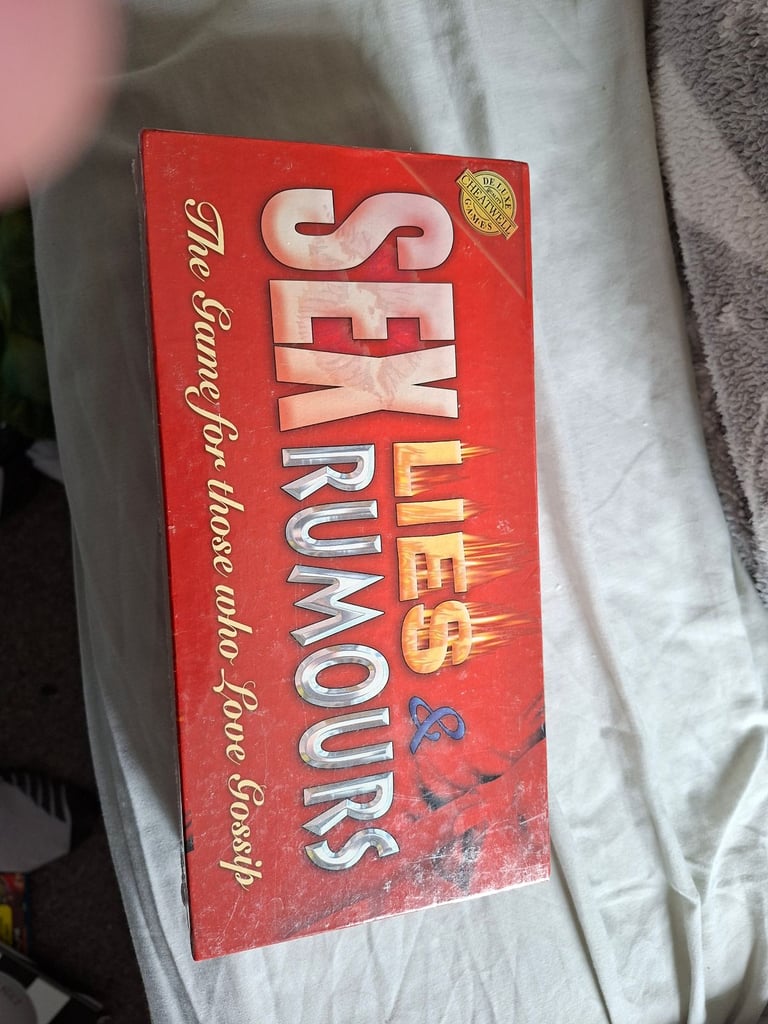 DE LUXE
CHEATWELL
GAMES
SEX
LIES &
RUMOURS
The Game for those who Love Gossip